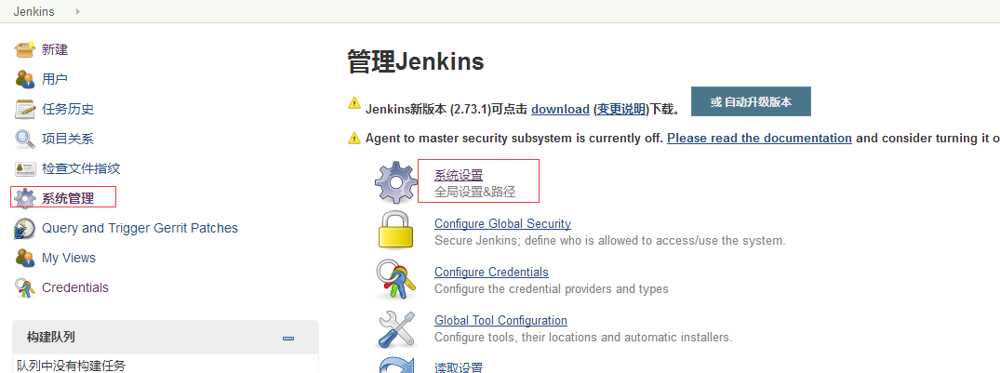 Jenkins
新建
用户
任务历史
项目关系
检查文件指纹
系统管理
Query and Trigger Gerrit Patches
My Views
Credentials
构建队列
队列中没有构建任务
管理Jenkins
Jenkins新版本 (2.73.1)可点击 download (变更说明)下载。 或 自动升级版本
Agent to master security subsystem is currently off. Please read the documentation and consider turning it o
系统设置
全局设置&路径
Configure Global Security
Secure Jenkins; define who is allowed to access/use the system.
Configure Credentials
Configure the credential providers and types
Global Tool Configuration
Configure tools, their locations and automatic installers.
读取设置